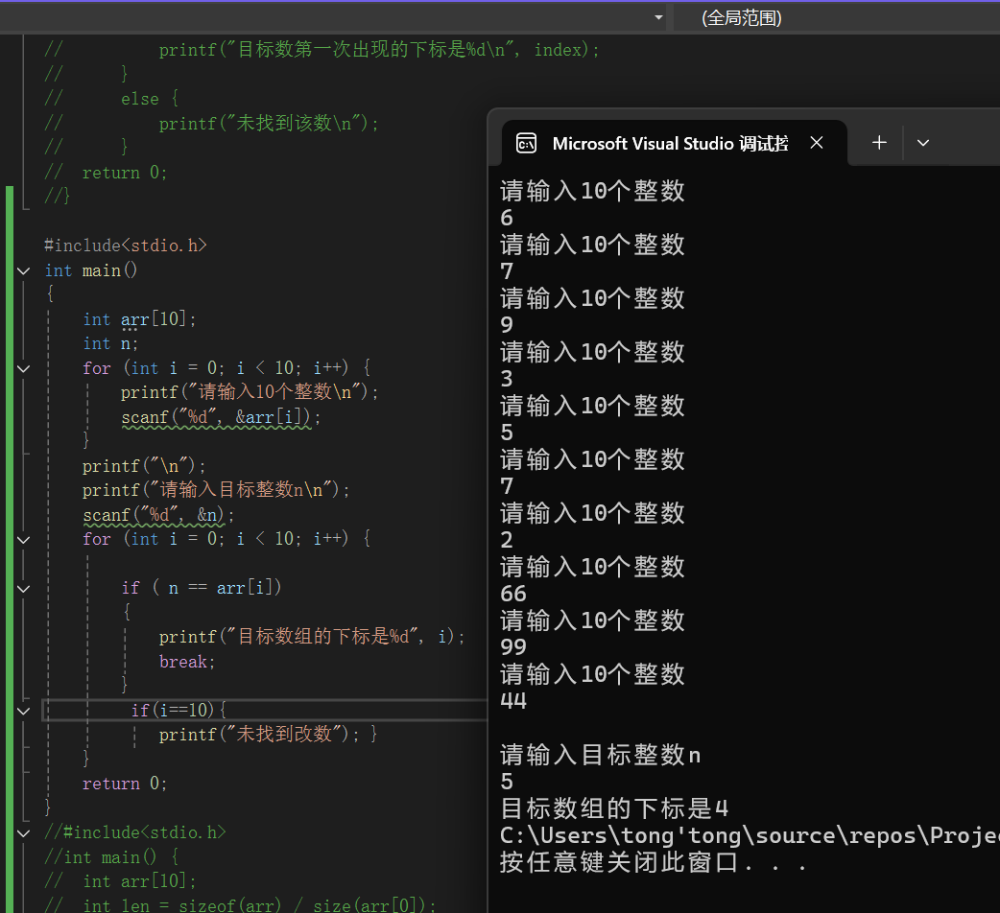 (全局范围)
//          printf("目标数第一次出现的下标是%d\n", index);
//      }
//      else {
//          printf("未找到该数\n");
//      }
//  return 0;
//}
#include<stdio.h>
int main()
{
    int arr[10];
    int n;
    for (int i = 0; i < 10; i++) {
        printf("请输入10个整数\n");
        scanf("%d", &arr[i]);
    }
    printf("\n");
    printf("请输入目标整数n\n");
    scanf("%d", &n);
    for (int i = 0; i < 10; i++) {
        if ( n == arr[i])
        {
            printf("目标数组的下标是%d", i);
            break;
        }
         if(i==10){
            printf("未找到改数"); }
    }
    return 0;
}
//#include<stdio.h>
//int main() {
//  int arr[10];
//  int len = sizeof(arr) / size(arr[0]);
Microsoft Visual Studio 调试控
请输入10个整数
6
请输入10个整数
7
请输入10个整数
9
请输入10个整数
3
请输入10个整数
5
请输入10个整数
7
请输入10个整数
2
请输入10个整数
66
请输入10个整数
99
请输入10个整数
44
请输入目标整数n
5
目标数组的下标是4
C:\Users\tong'tong\source\repos\Proje
按任意键关闭此窗口. . .